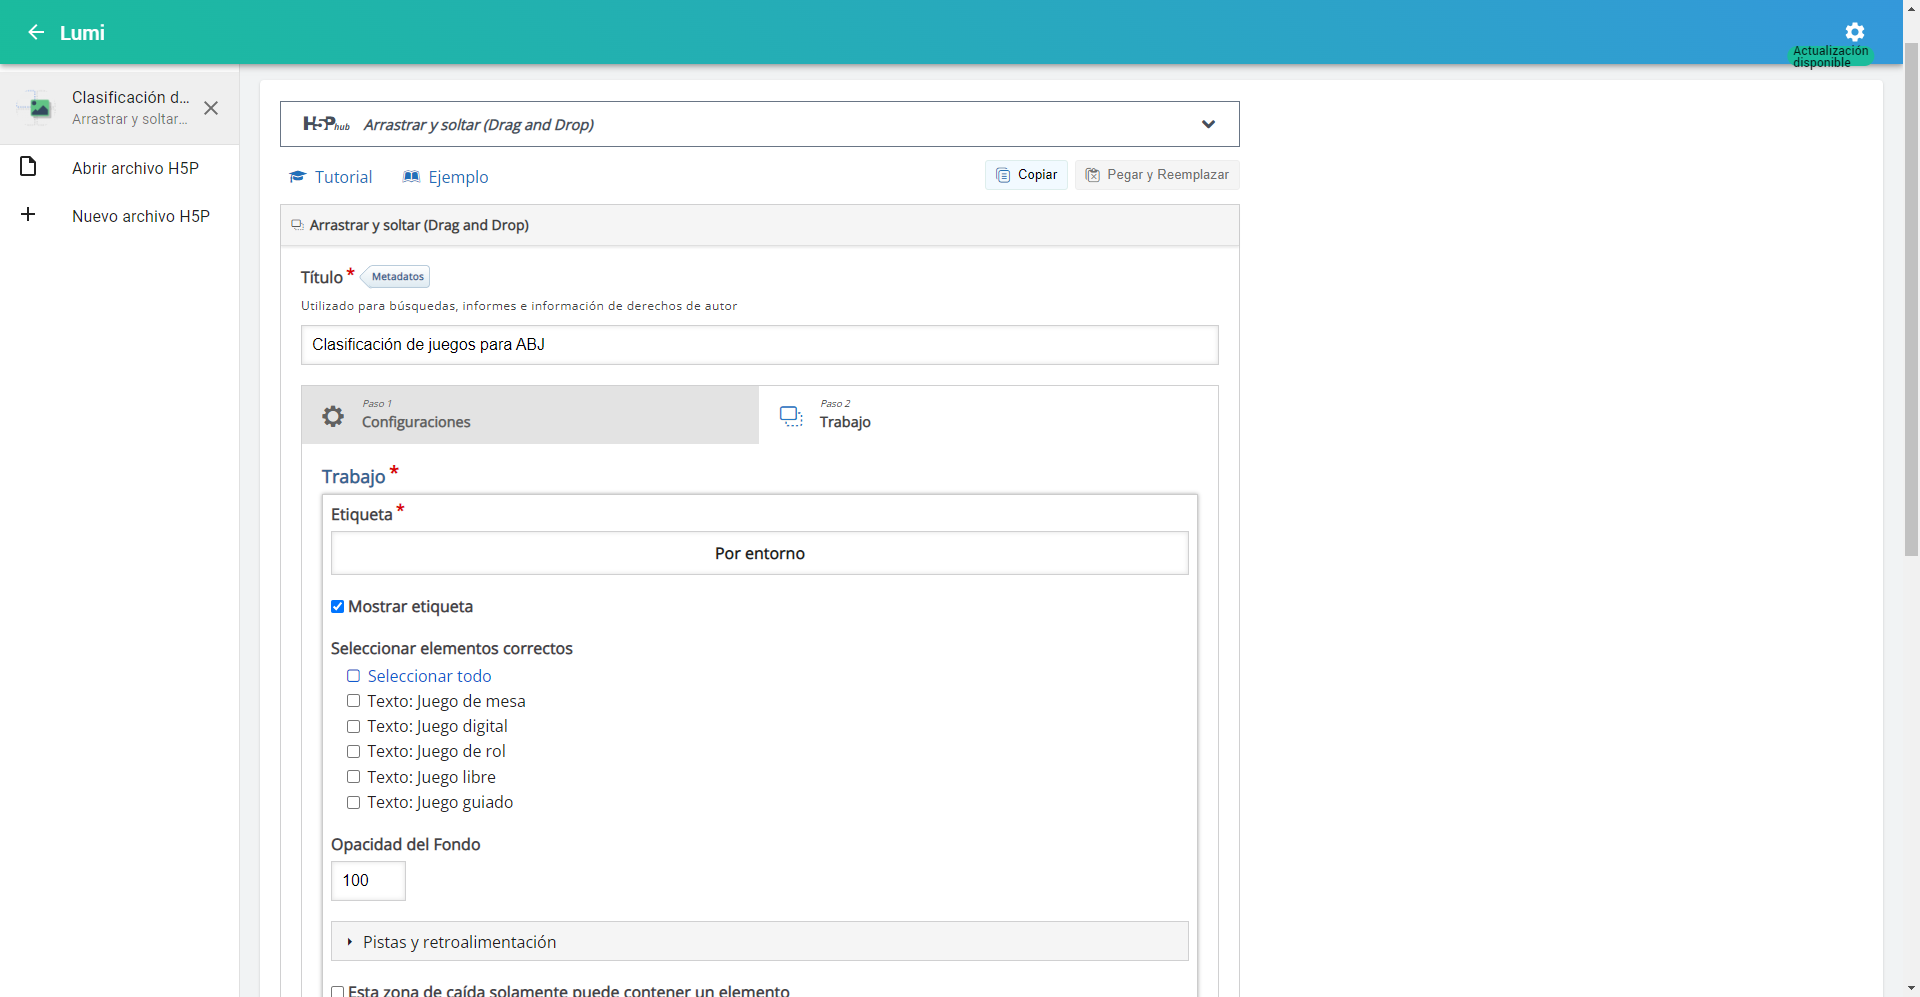 Lumi
Actualización
disponible
Clasificación d...
Arrastrar y soltar...
Abrir archivo H5P
Nuevo archivo H5P
H5Phub Arrastrar y soltar (Drag and Drop)
Tutorial Ejemplo Copiar Pegar y Reemplazar
Arrastrar y soltar (Drag and Drop)
Título * Metadatos
Utilizado para búsquedas, informes e información de derechos de autor
Clasificación de juegos para ABJ
Paso 1
Configuraciones
Paso 2
Trabajo
Trabajo *
Etiqueta *
Por entorno
Mostrar etiqueta
Seleccionar elementos correctos
Seleccionar todo
Texto: Juego de mesa
Texto: Juego digital
Texto: Juego de rol
Texto: Juego libre
Texto: Juego guiado
Opacidad del Fondo
100
Pistas y retroalimentación
Esta zona de caída solamente puede contener un elemento